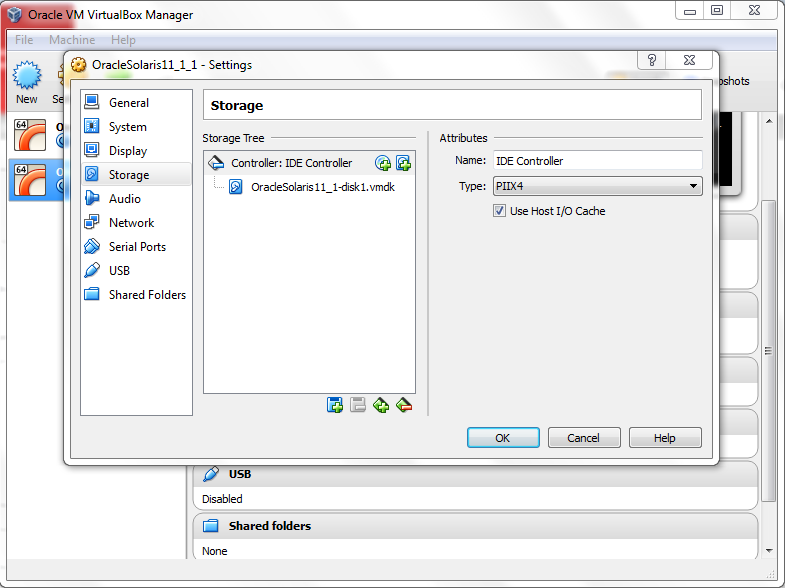 Oracle VM VirtualBox Manager
File Machine Help
New
Se
pshots
64
64
OracleSolaris11_1_1 - Settings
General
System
Display
Storage
Audio
Network
Serial Ports
USB
Shared Folders
Storage
Storage Tree
Controller: IDE Controller
OracleSolaris11_1-disk1.vmdk
Attributes
Name: IDE Controller
Type: PIIX4
Use Host I/O Cache
OK Cancel Help
USB
Disabled
Shared folders
None